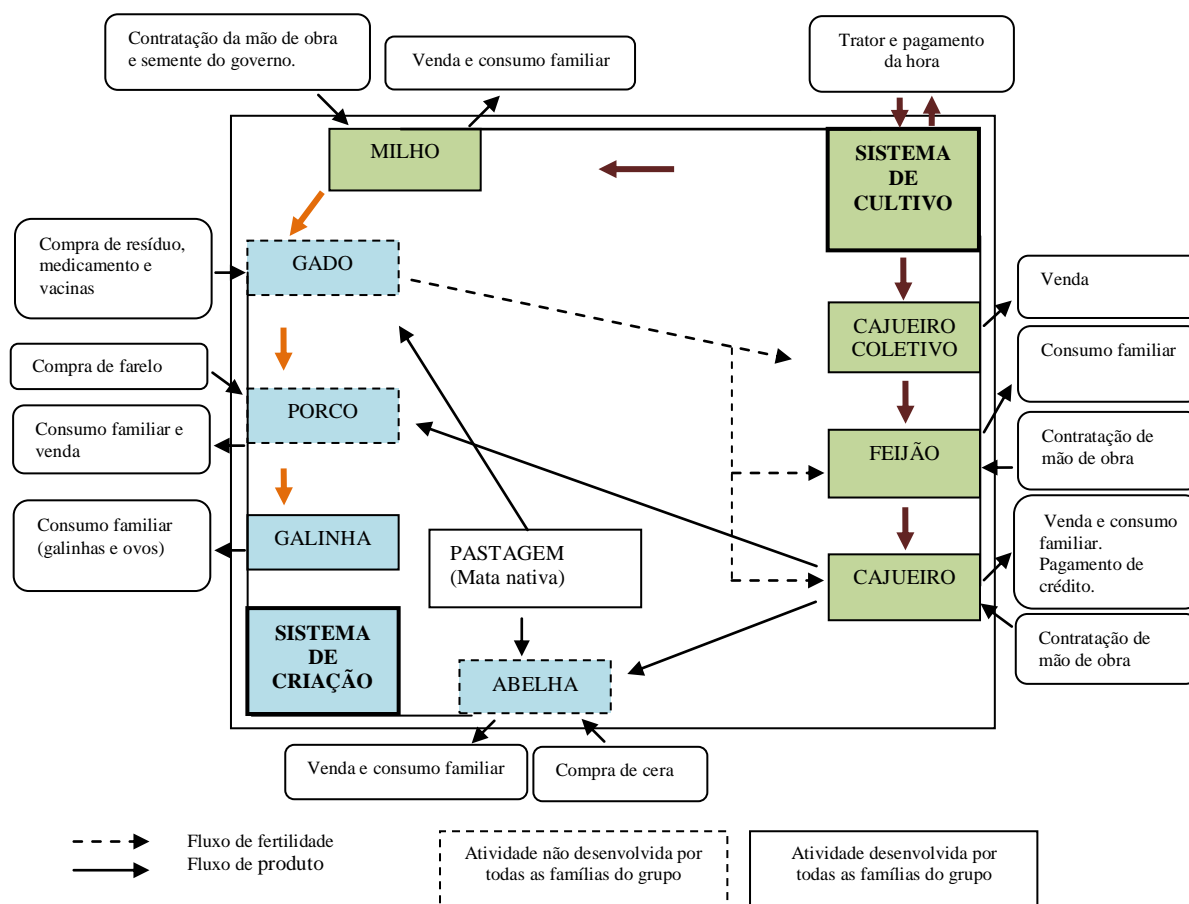 Contratação da mão de obra
e semente do governo.
Venda e consumo familiar
Trator e pagamento
da hora
MILHO
SISTEMA
DE
CULTIVO
Compra de resíduo,
medicamento e
vacinas
GADO
Venda
CAJUEIRO
COLETIVO
Consumo familiar
Compra de farelo
PORCO
Consumo familiar e
venda
FEIJÃO
Contratação de
mão de obra
Consumo familiar
(galinhas e ovos)
GALINHA
PASTAGEM
(Mata nativa)
CAJUEIRO
Venda e consumo
familiar.
Pagamento de
crédito.
SISTEMA
DE
CRIAÇÃO
ABELHA
Contratação de
mão de obra
Venda e consumo familiar
Compra de cera
Fluxo de fertilidade
Fluxo de produto
Atividade não desenvolvida por
todas as famílias do grupo
Atividade desenvolvida por
todas as famílias do grupo